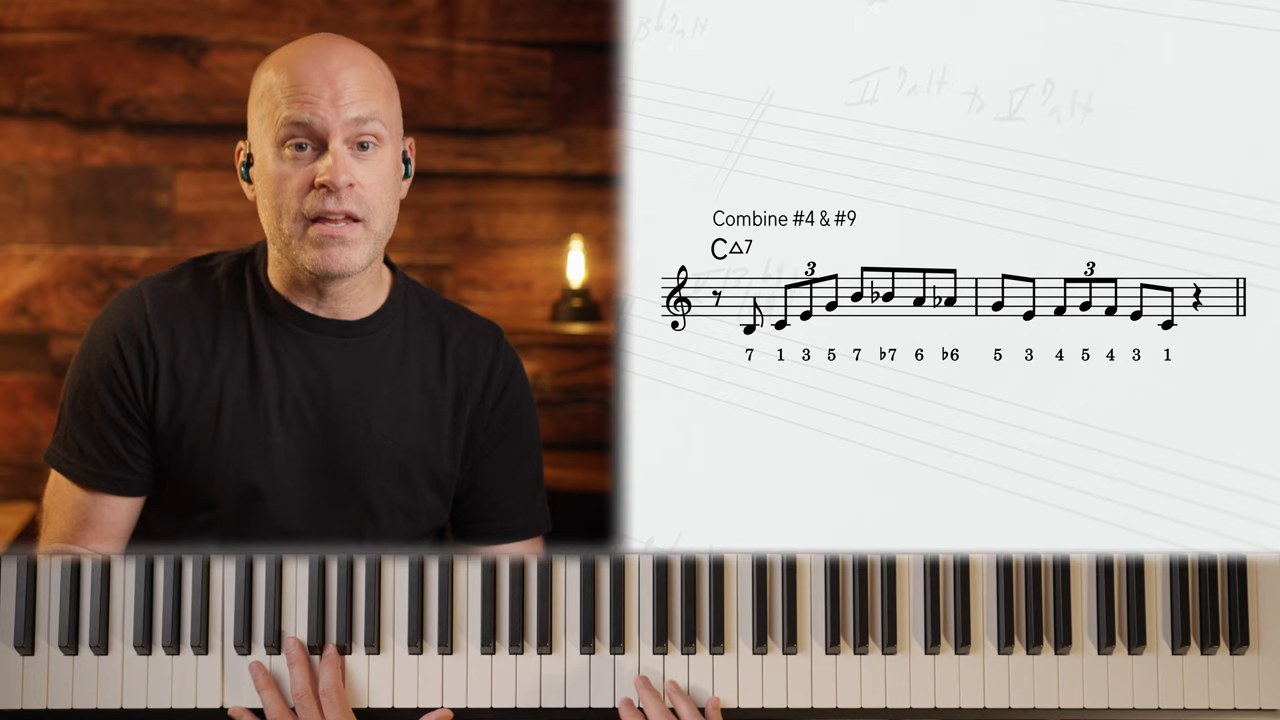 Combine #4 & #9
C△7
3 3
7 1 3 5 7 ♭7 6 ♭6 5 3 4 5 4 3 1